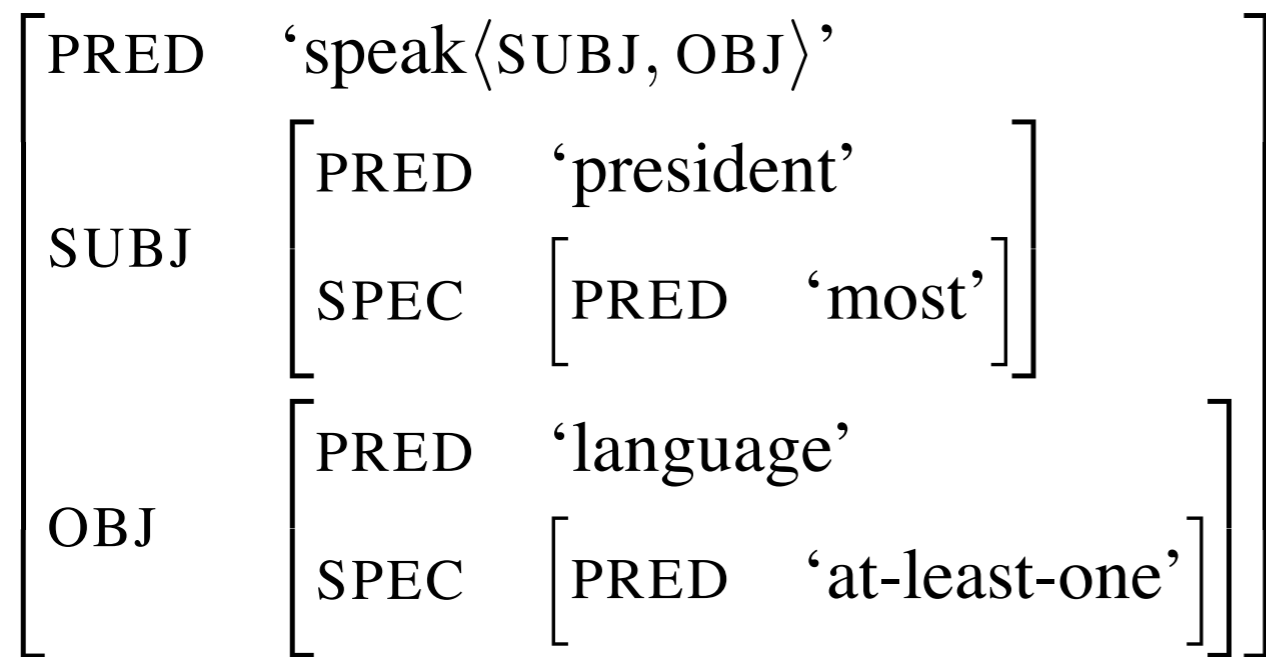 PRED ‘speak⟨SUBJ, OBJ⟩’
PRED ‘president’
SUBJ
SPEC PRED ‘most’
PRED ‘language’
OBJ
SPEC PRED ‘at-least-one’